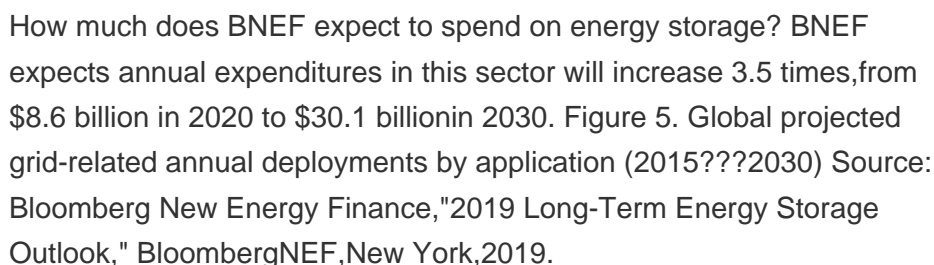 How much does BNEF expect to spend on energy storage? BNEF
expects annual expenditures in this sector will increase 3.5 times,from
$8.6 billion in 2020 to $30.1 billionin 2030. Figure 5. Global projected
grid-related annual deployments by application (2015???2030) Source:
Bloomberg New Energy Finance,"2019 Long-Term Energy Storage
Outlook," BloombergNEF,New York,2019.